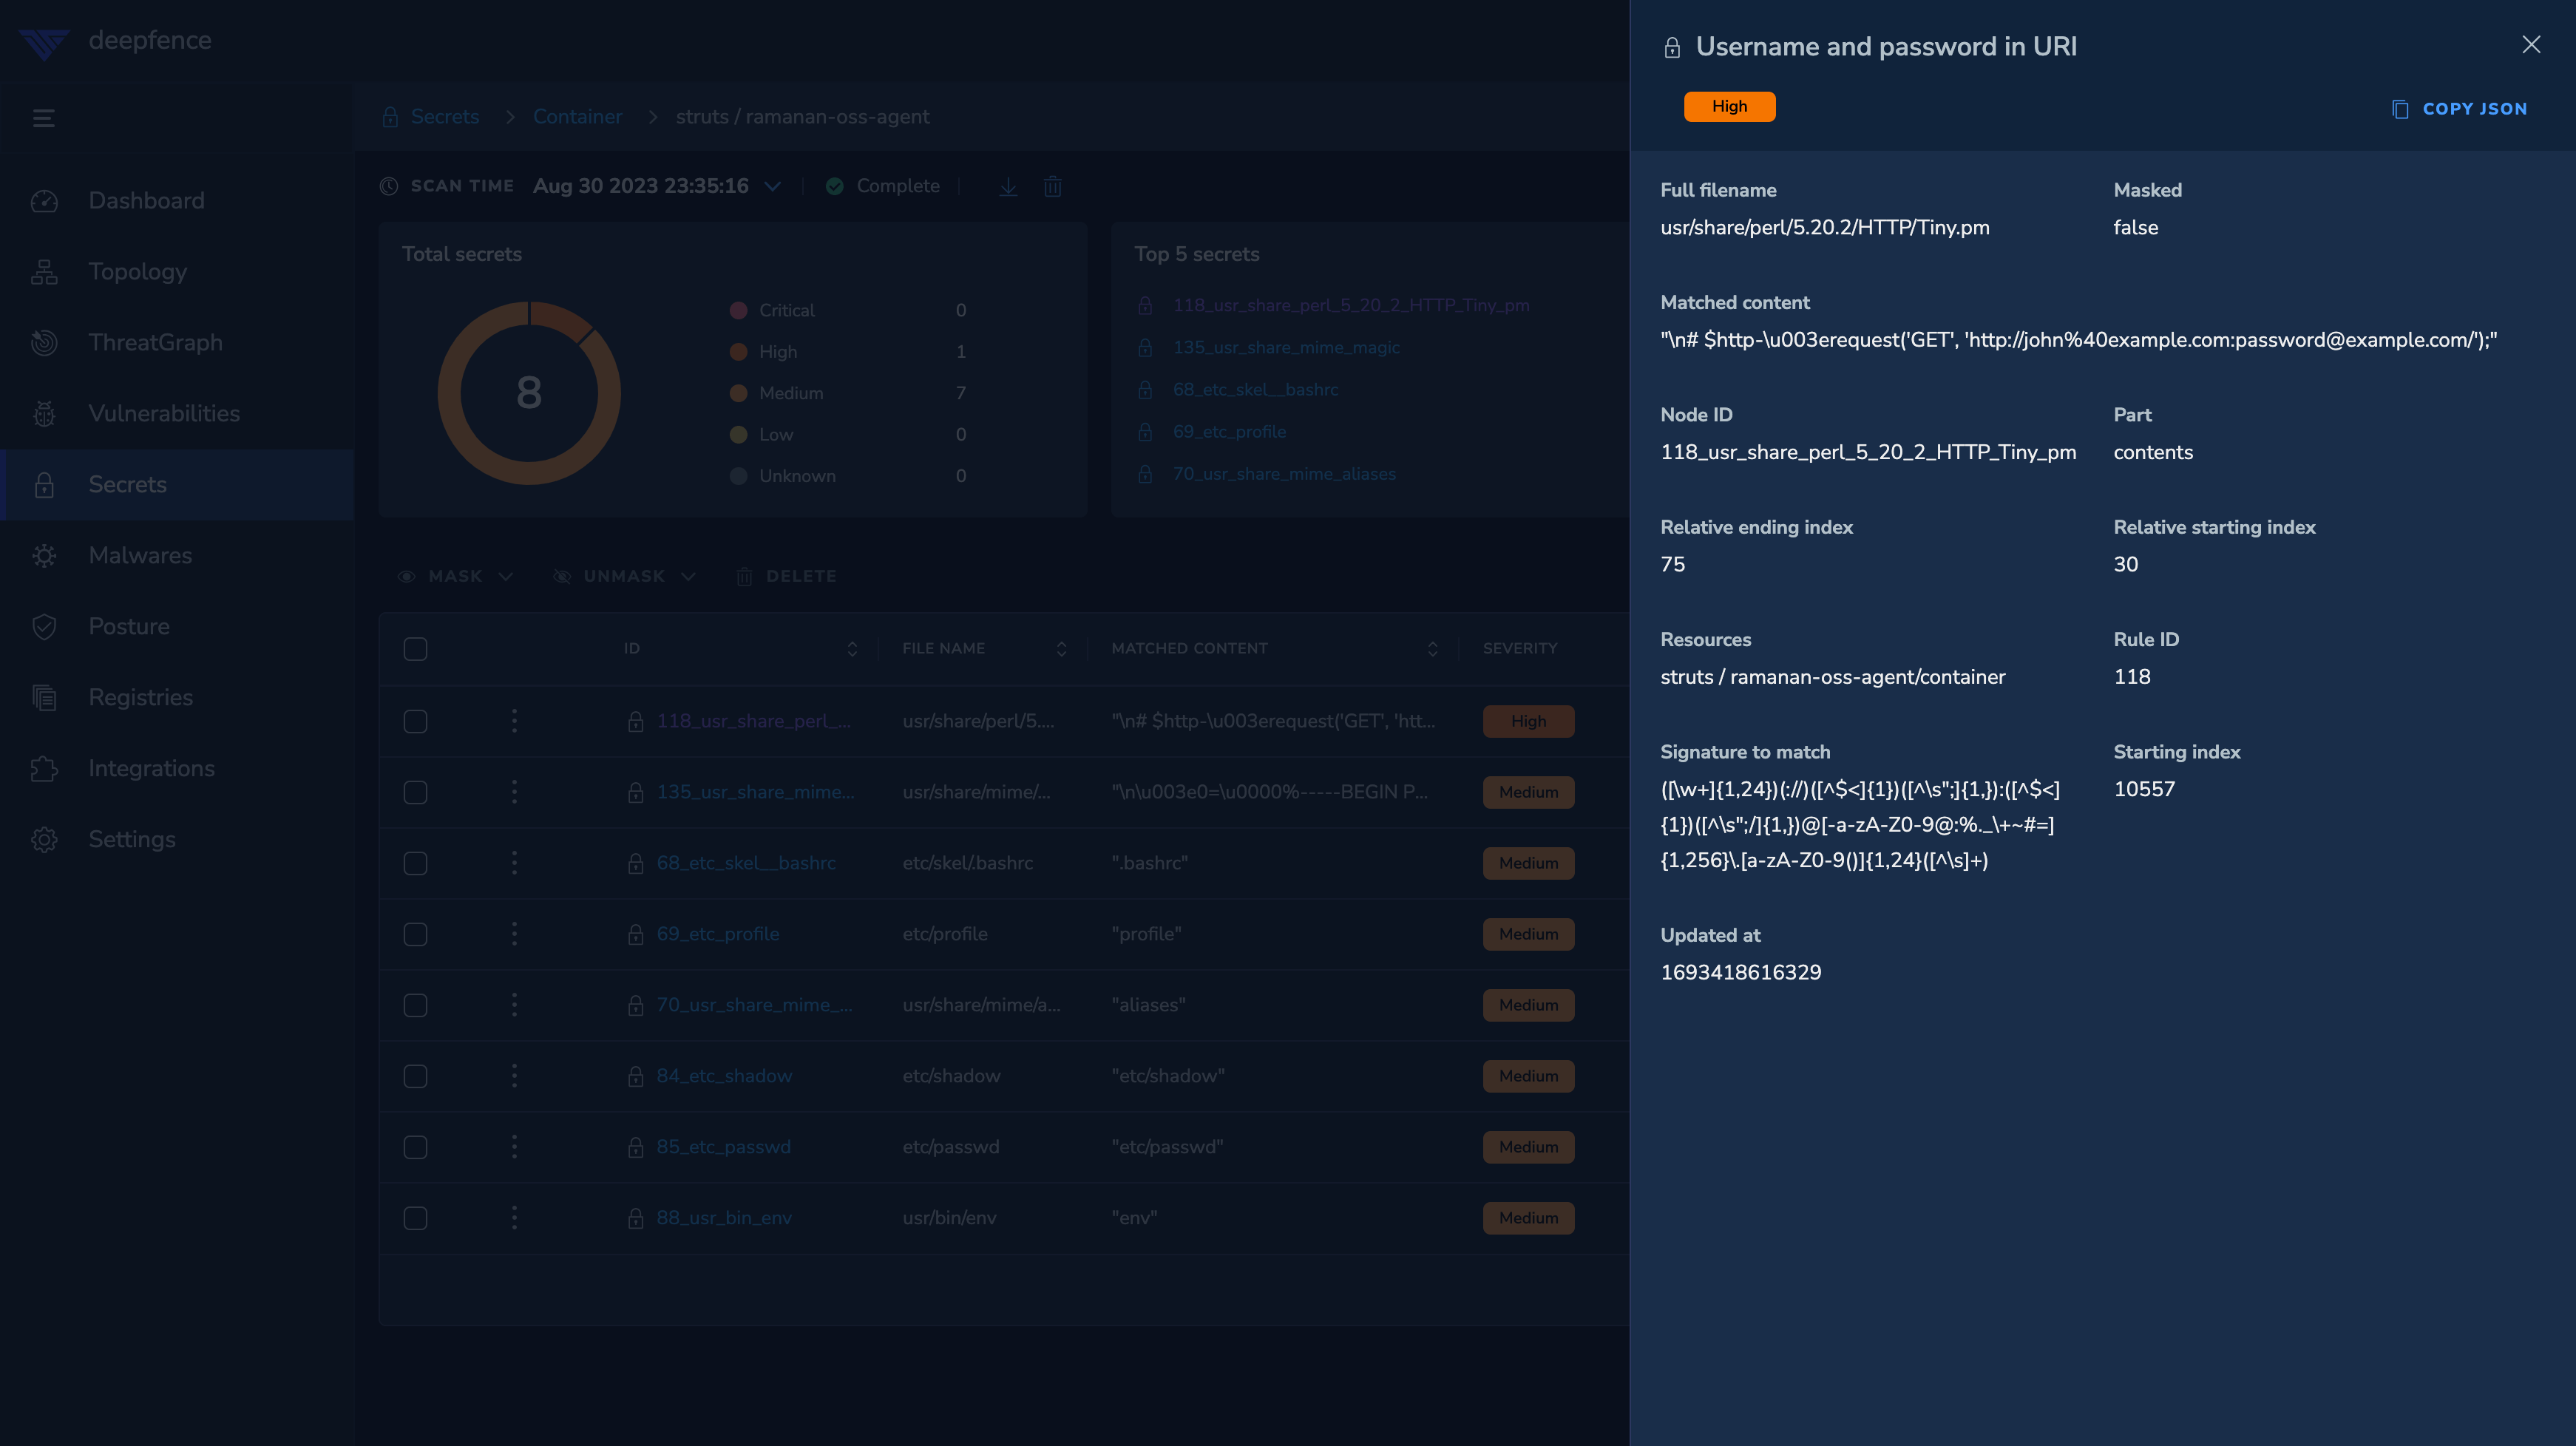 deepfence
Dashboard
Topology
ThreatGraph
Vulnerabilities
Secrets
Malwares
Posture
Registries
Integrations
Settings
Secrets > Container > struts / ramanan-oss-agent
SCAN TIME Aug 30 2023 23:35:16 Complete
Total secrets
8
Critical 0
High 1
Medium 7
Low 0
Unknown 0
Top 5 secrets
118_usr_share_perl_5_20_2_HTTP_Tiny_pm
135_usr_share_mime_magic
68_etc_skel__bashrc
69_etc_profile
70_usr_share_mime_aliases
MASK UNMASK DELETE
ID FILE NAME MATCHED CONTENT SEVERITY
118_usr_share_perl_... usr/share/perl/5.... "\n# $http-\u003erequest('GET', 'htt... High
135_usr_share_mime... usr/share/mime/... "\n\u003e0=\u0000%-----BEGIN P... Medium
68_etc_skel__bashrc etc/skel/.bashrc ".bashrc" Medium
69_etc_profile etc/profile "profile" Medium
70_usr_share_mime_... usr/share/mime/a... "aliases" Medium
84_etc_shadow etc/shadow "etc/shadow" Medium
85_etc_passwd etc/passwd "etc/passwd" Medium
88_usr_bin_env usr/bin/env "env" Medium
Username and password in URI
High
COPY JSON
Full filename Masked
usr/share/perl/5.20.2/HTTP/Tiny.pm false
Matched content
"\n# $http-\u003erequest('GET', 'http://john%40example.com:password@example.com/');"
Node ID Part
118_usr_share_perl_5_20_2_HTTP_Tiny_pm contents
Relative ending index Relative starting index
75 30
Resources Rule ID
struts / ramanan-oss-agent/container 118
Signature to match Starting index
([\w+]{1,24})(://)([^$<]{1})([^\s";]{1,}):([^$<] 10557
{1})([^\s";/]{1,})@[-a-zA-Z0-9@:%._\+~#=]
{1,256}\.[a-zA-Z0-9()]{1,24}([^\s]+)
Updated at
1693418616329